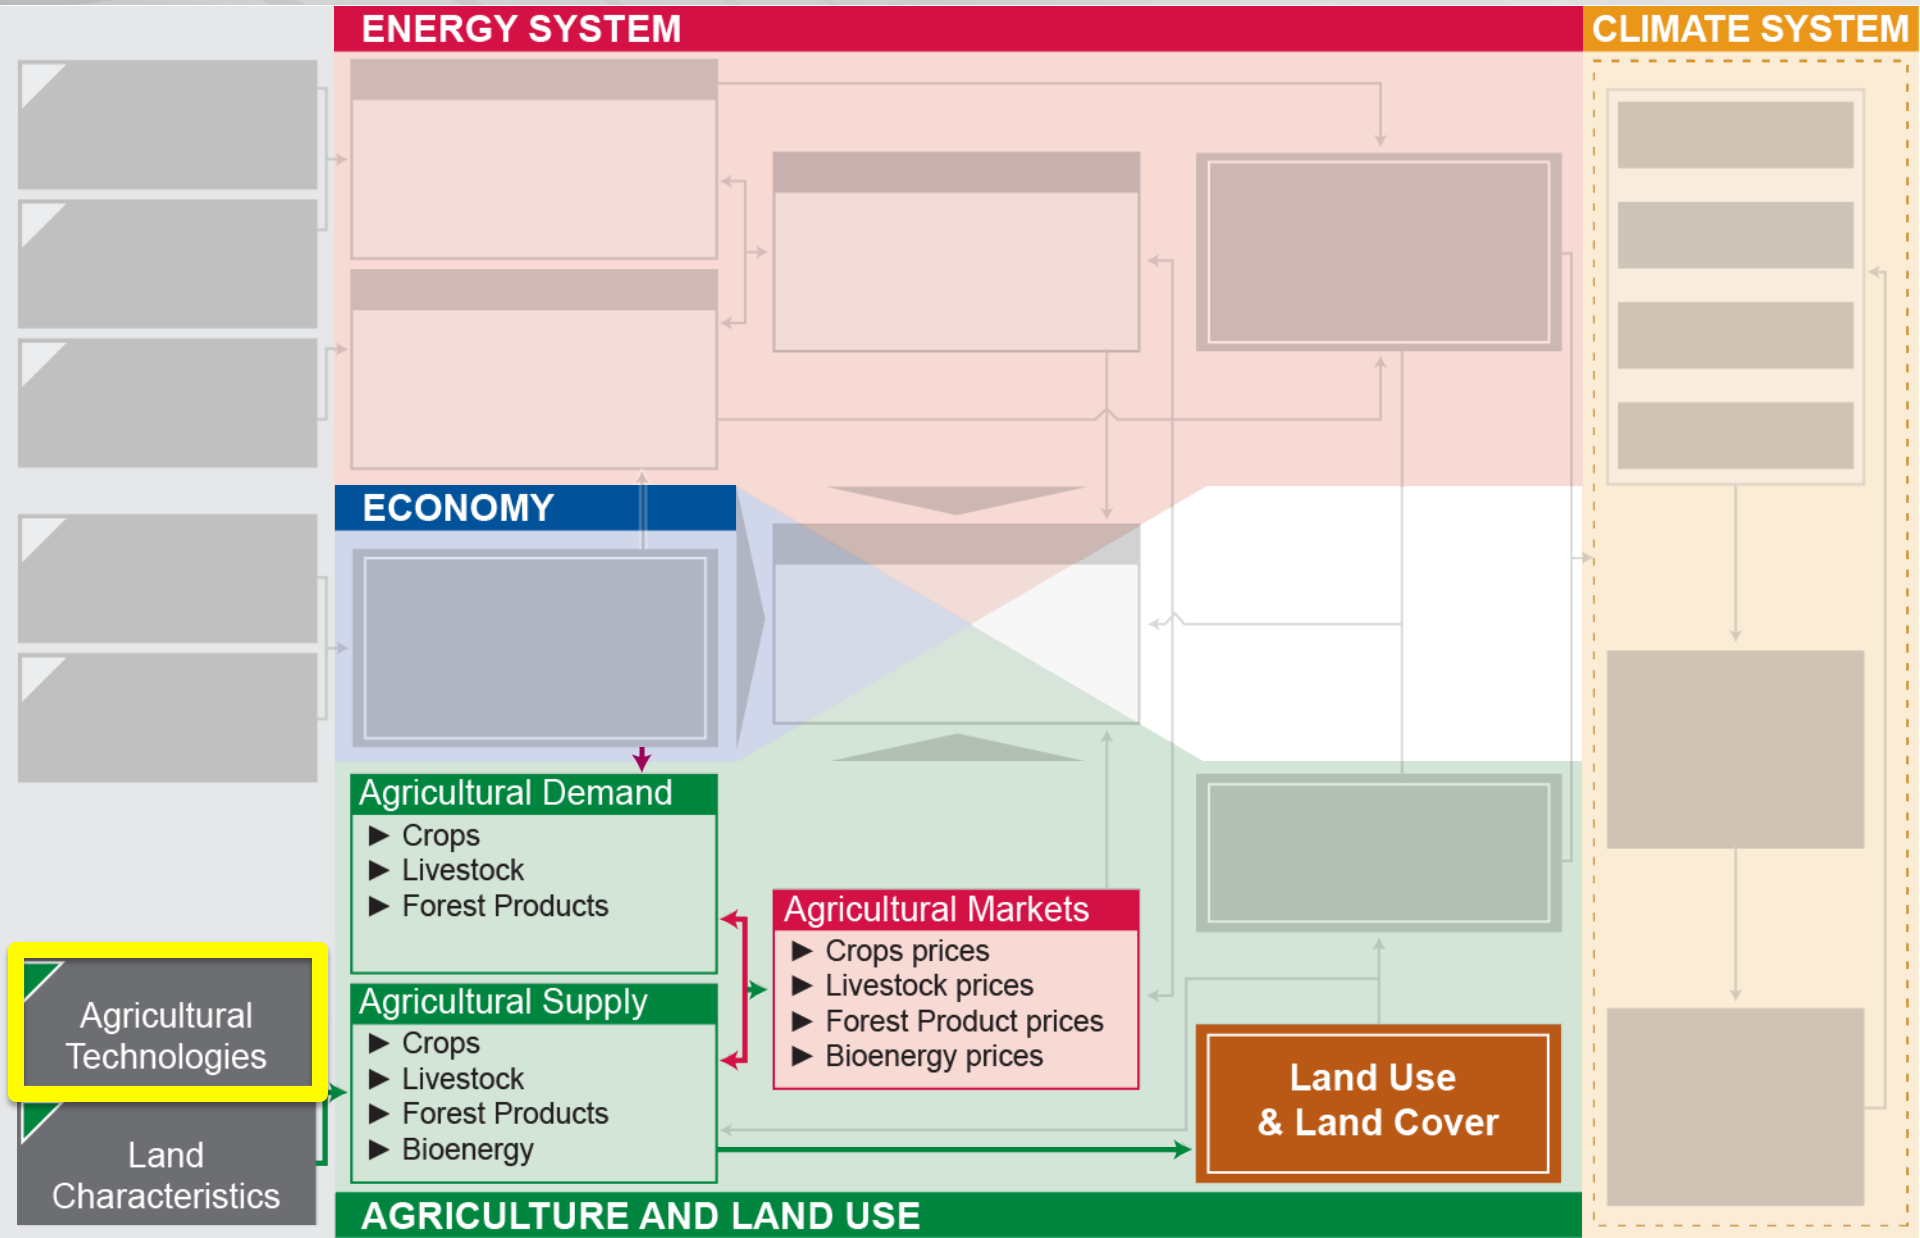 ENERGY SYSTEM
CLIMATE SYSTEM
ECONOMY
Agricultural Demand
► Crops
► Livestock
► Forest Products
Agricultural Supply
► Crops
► Livestock
► Forest Products
► Bioenergy
Agricultural Markets
► Crops prices
► Livestock prices
► Forest Product prices
► Bioenergy prices
Agricultural
Technologies
Land
Characteristics
Land Use
& Land Cover
AGRICULTURE AND LAND USE